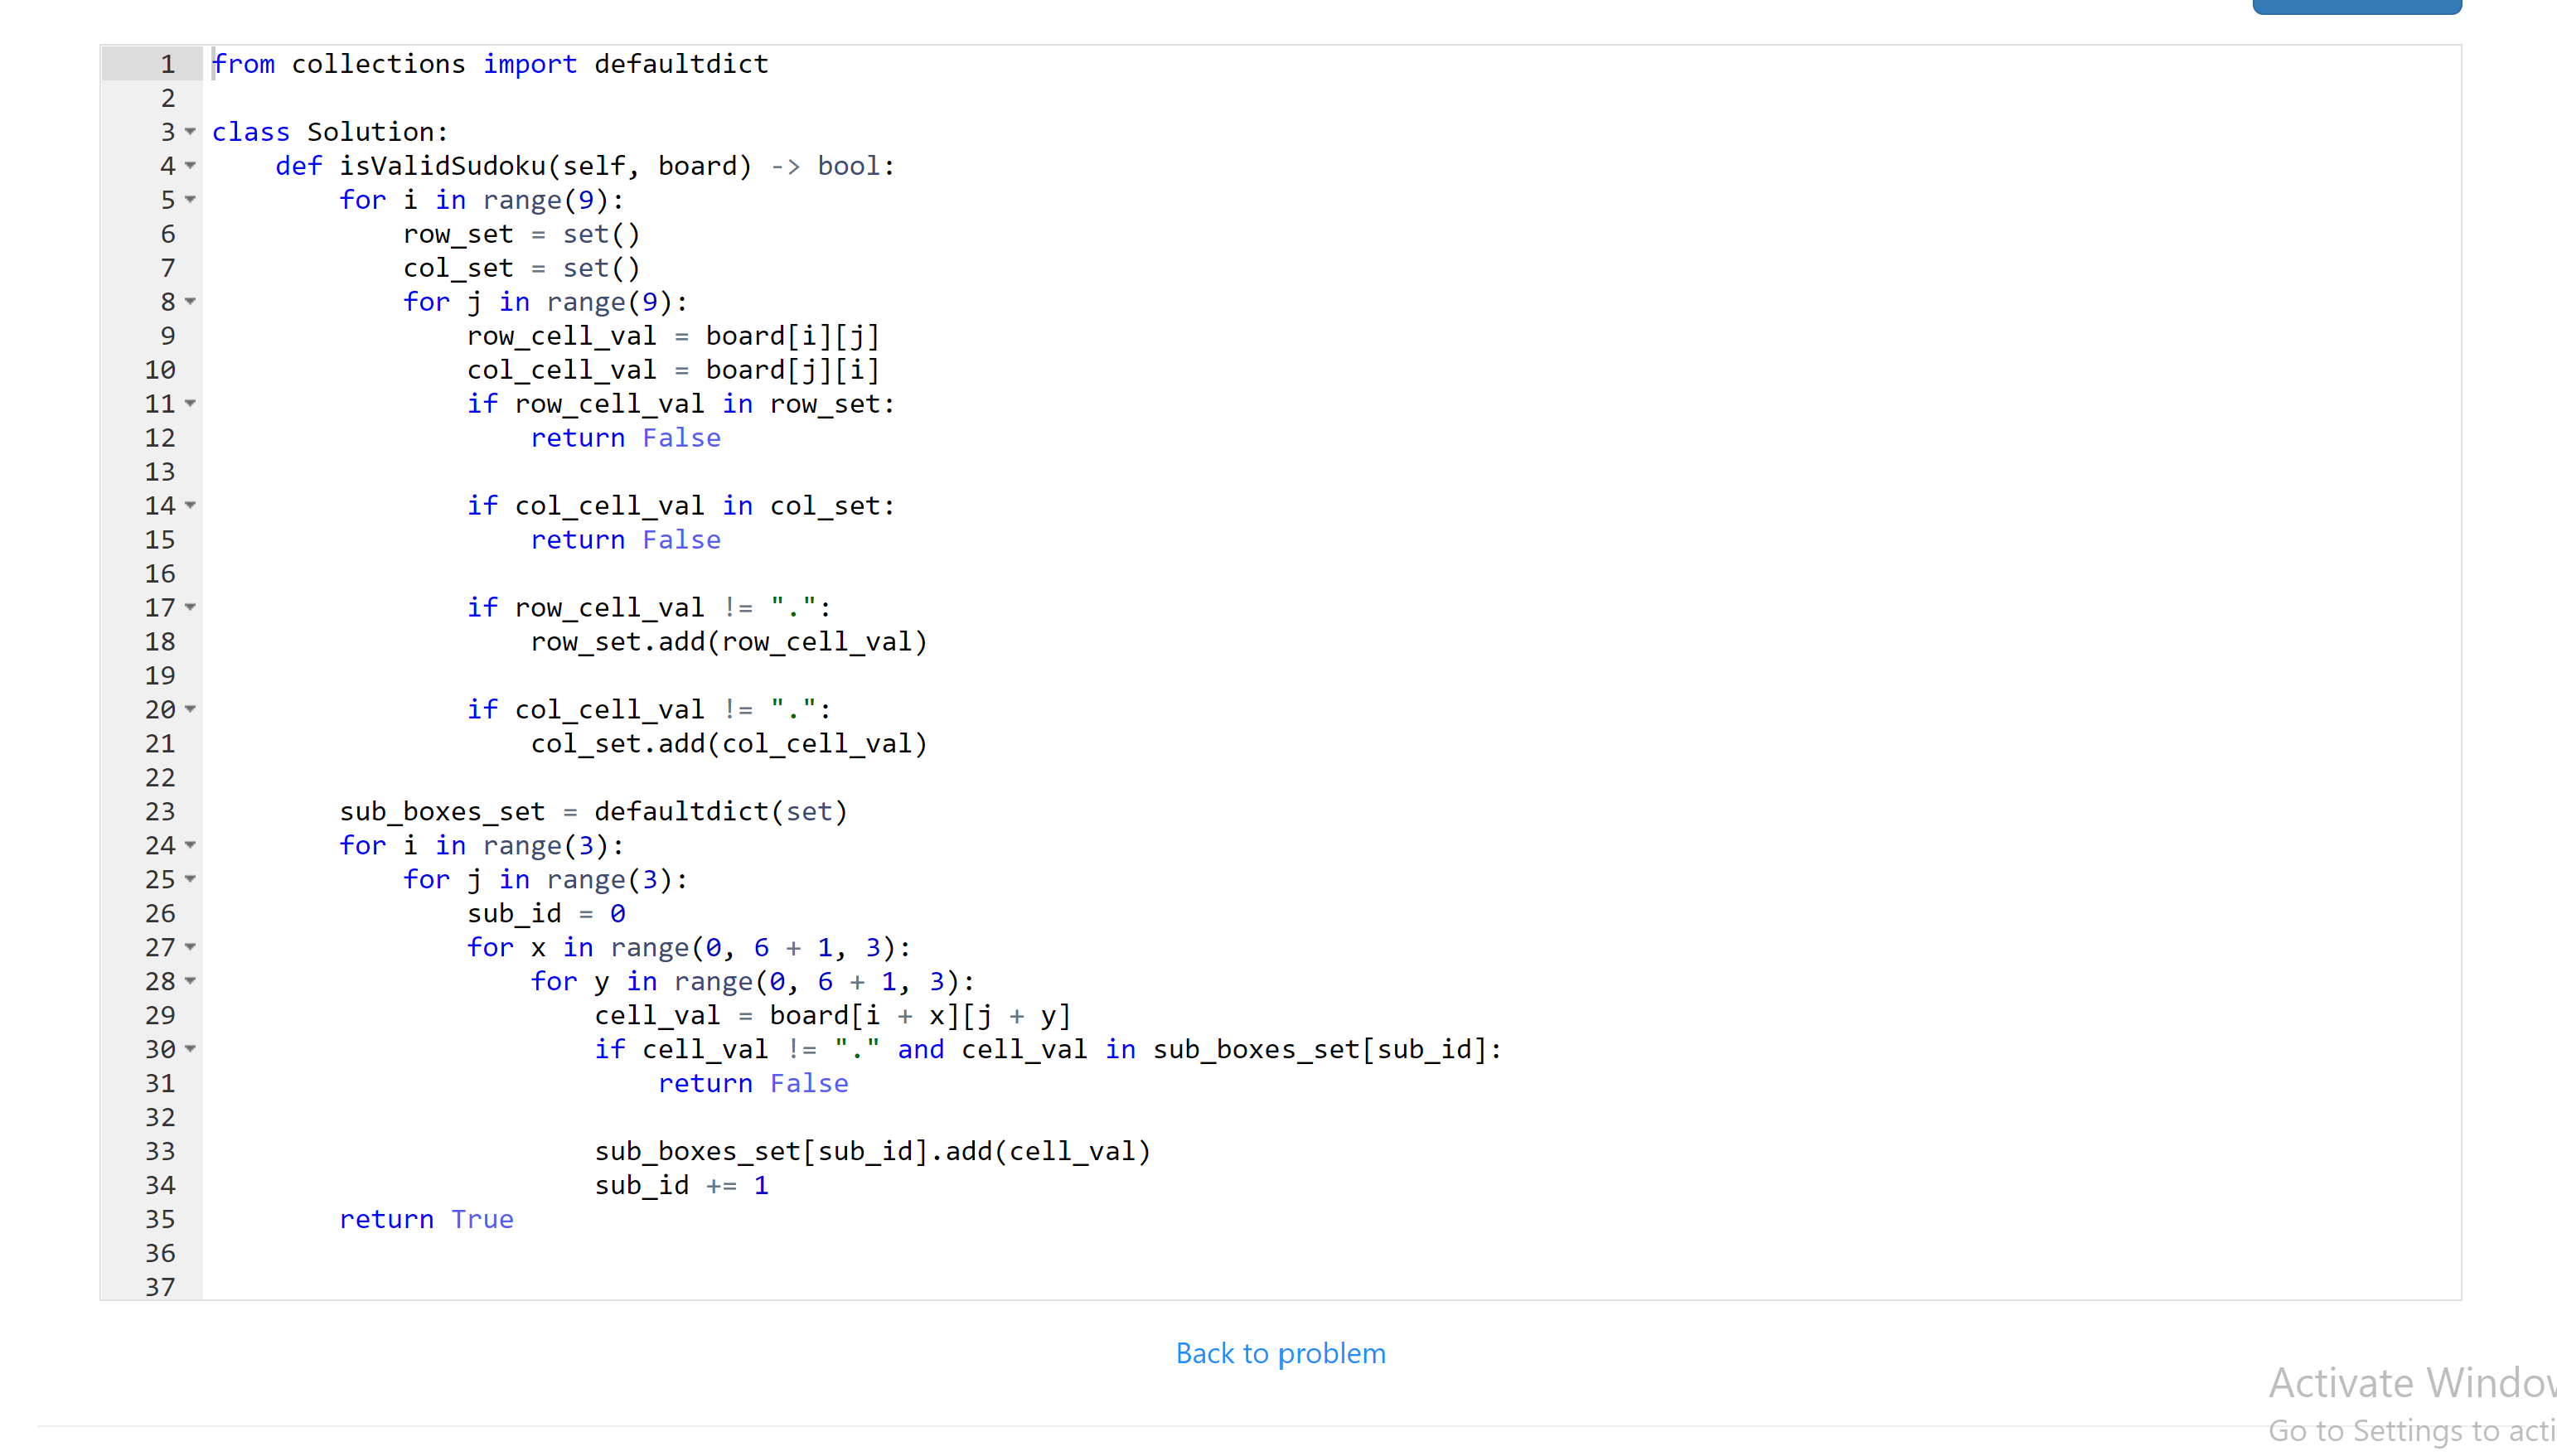 1 from collections import defaultdict
2
3 class Solution:
4     def isValidSudoku(self, board) -> bool:
5         for i in range(9):
6             row_set = set()
7             col_set = set()
8             for j in range(9):
9                 row_cell_val = board[i][j]
10                 col_cell_val = board[j][i]
11                 if row_cell_val in row_set:
12                     return False
13
14                 if col_cell_val in col_set:
15                     return False
16
17                 if row_cell_val != ".":
18                     row_set.add(row_cell_val)
19
20                 if col_cell_val != ".":
21                     col_set.add(col_cell_val)
22
23         sub_boxes_set = defaultdict(set)
24         for i in range(3):
25             for j in range(3):
26                 sub_id = 0
27                 for x in range(0, 6 + 1, 3):
28                     for y in range(0, 6 + 1, 3):
29                         cell_val = board[i + x][j + y]
30                         if cell_val != "." and cell_val in sub_boxes_set[sub_id]:
31                             return False
32
33                         sub_boxes_set[sub_id].add(cell_val)
34                         sub_id += 1
35         return True
36
37
Back to problem
Activate Window
Go to Settings to acti